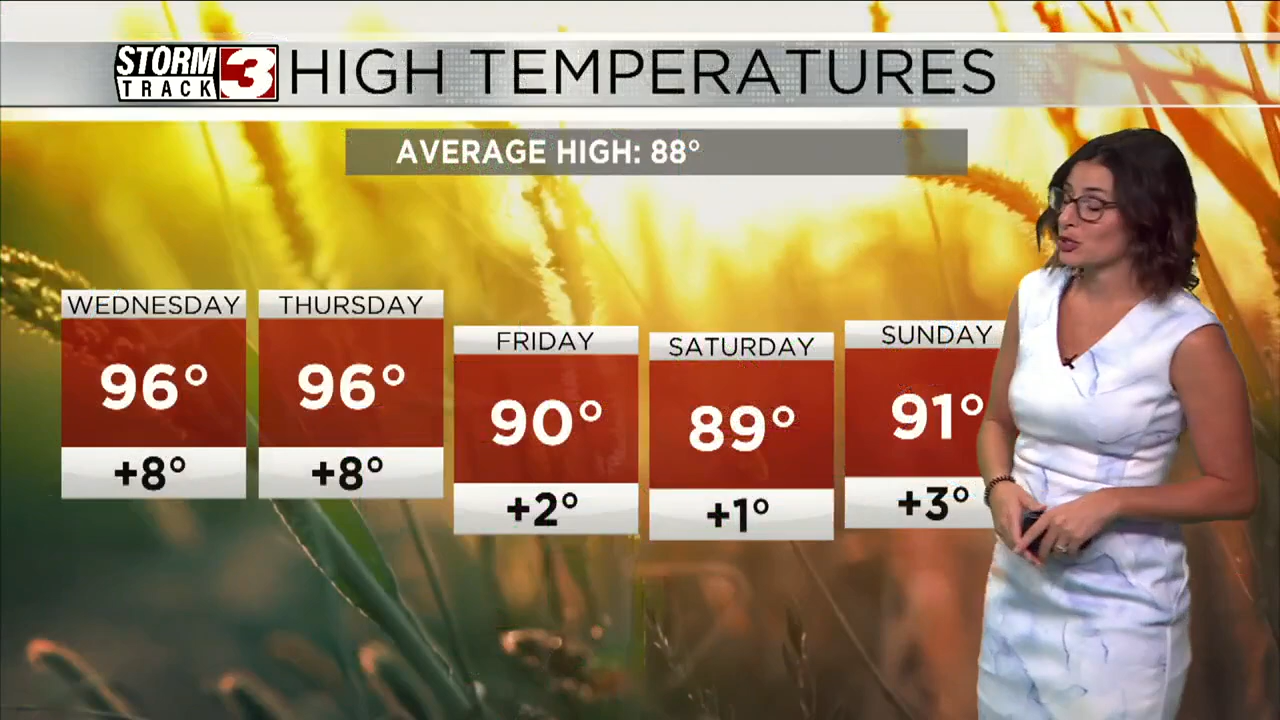 STORM
TRACK
3
HIGH TEMPERATURES
AVERAGE HIGH: 88°
WEDNESDAY
96°
+8°
THURSDAY
96°
+8°
FRIDAY
90°
+2°
SATURDAY
89°
+1°
SUNDAY
91°
+3°